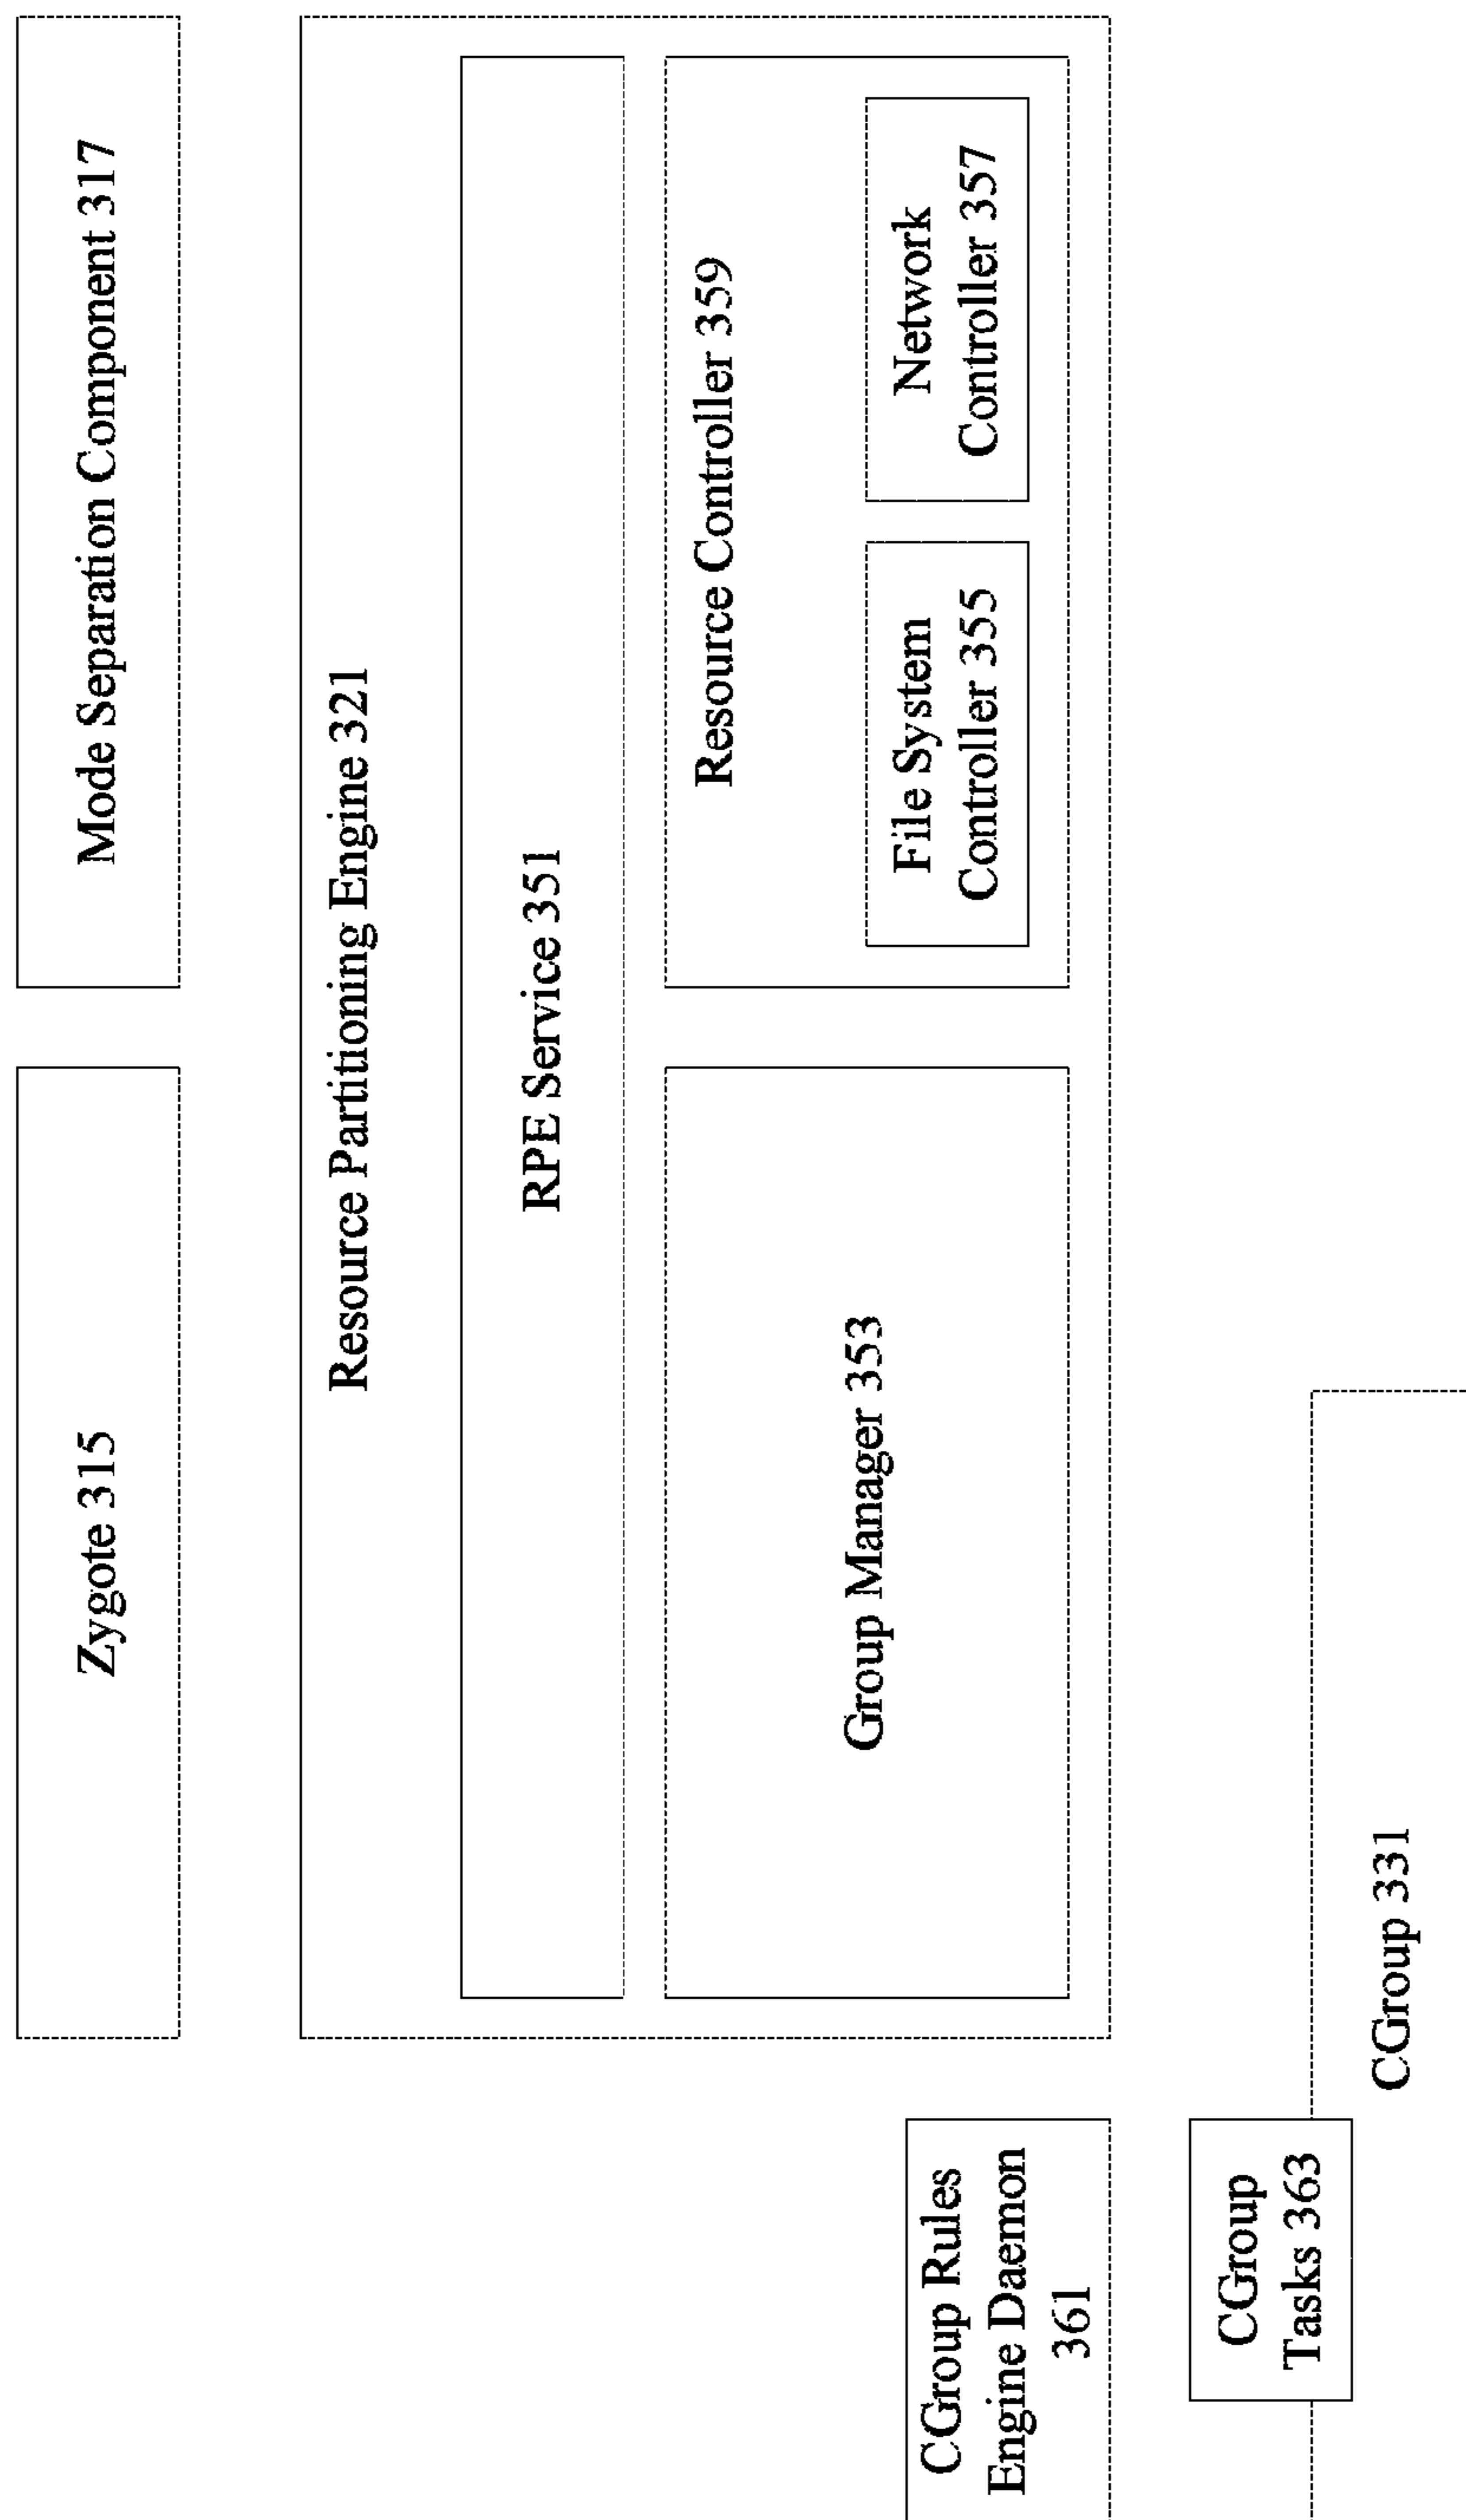 Zygote 315
Mode Separation Component 317
Resource Partitioning Engine 321
RPE Service 351
Group Manager 353
Resource Controller 359
File System
Controller 355
Network
Controller 357
CGroup Rules
Engine Daemon
361
CGroup
Tasks 363
CGroup 331